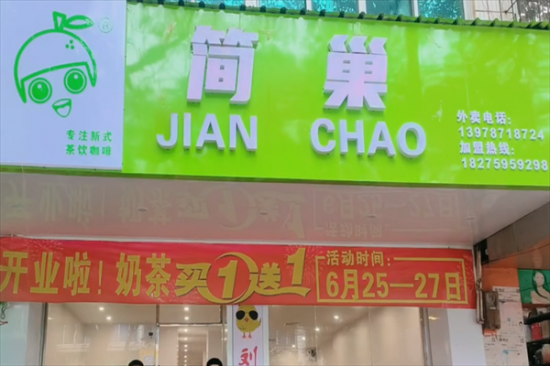 ®
专注新式
茶饮咖啡
简巢
JIAN CHAO
外卖电话:
13978718724
加盟热线:
18275959298
开业啦!奶茶买1送1
活动时间:
6月25—27日